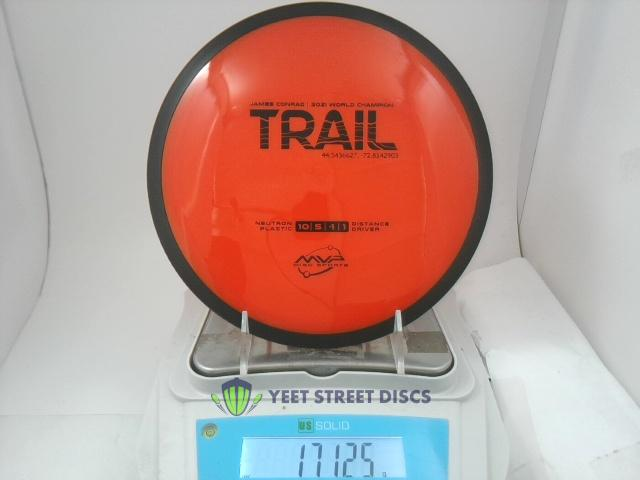 JAMES CONRAD | 2021 WORLD CHAMPION
TRAIL
44.5436627, -72.8142903
NEUTRON PLASTIC 10 | 5 | -1 | 1 DISTANCE DRIVER
MVP
DISC SPORTS
YEET STREET DISCS
US SOLID
171.25 g